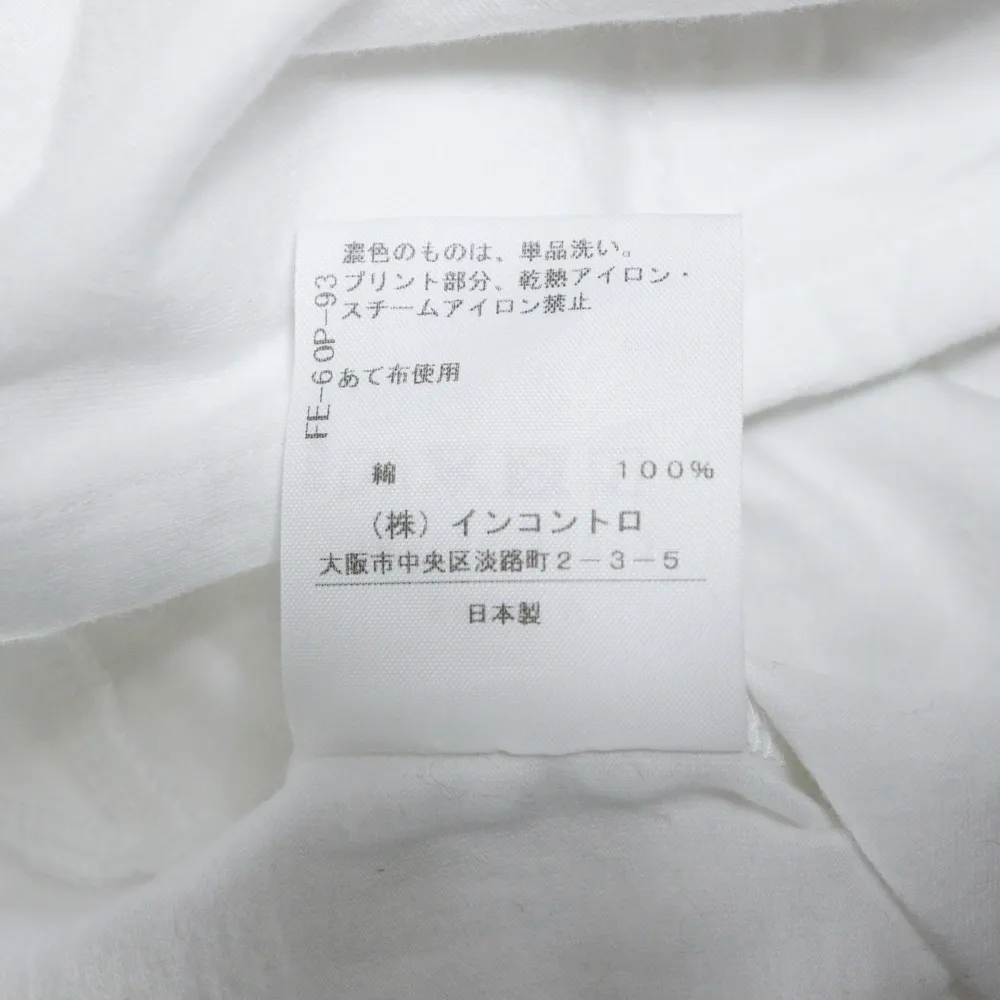 濃色のものは、単品洗い。
プリント部分、乾熱アイロン・
スチームアイロン禁止
FE-6 0P-93
あて布使用
綿 100%
(株)インコントロ
大阪市中央区淡路町2-3-5
日本製